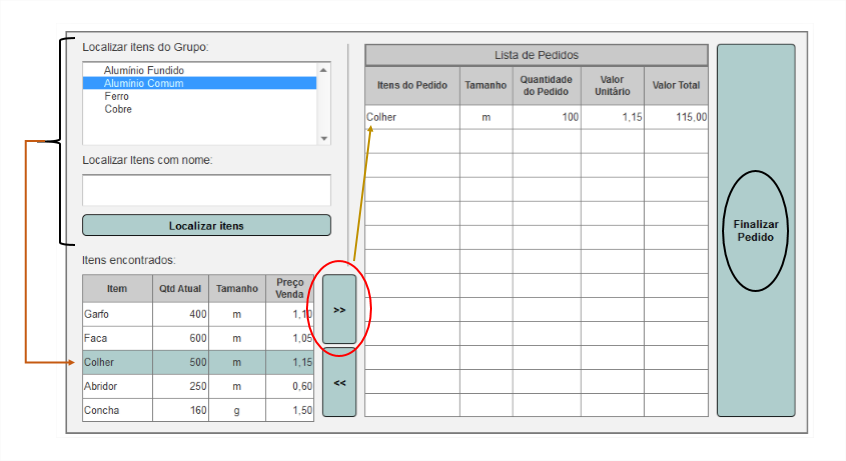 Localizar itens do Grupo:
Alumínio Fundido
Alumínio Comum
Ferro
Cobre
Localizar Itens com nome:
Localizar itens
Itens encontrados:
Item Qtd Atual Tamanho Preço Venda
Garfo 400 m 1,10
Faca 600 m 1,05
Colher 500 m 1,15
Abridor 250 m 0,60
Concha 160 g 1,50
>>
<<
Lista de Pedidos
Itens do Pedido Tamanho Quantidade do Pedido Valor Unitário Valor Total
Colher m 100 1,15 115,00
Finalizar
Pedido